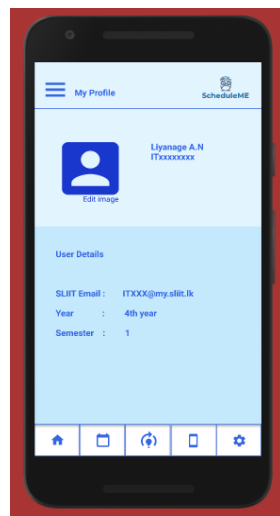 My Profile
ScheduleME
Liyanage A.N
ITxxxxxxxx
Edit image
User Details
SLIIT Email : ITXXX@my.sliit.lk
Year : 4th year
Semester : 1